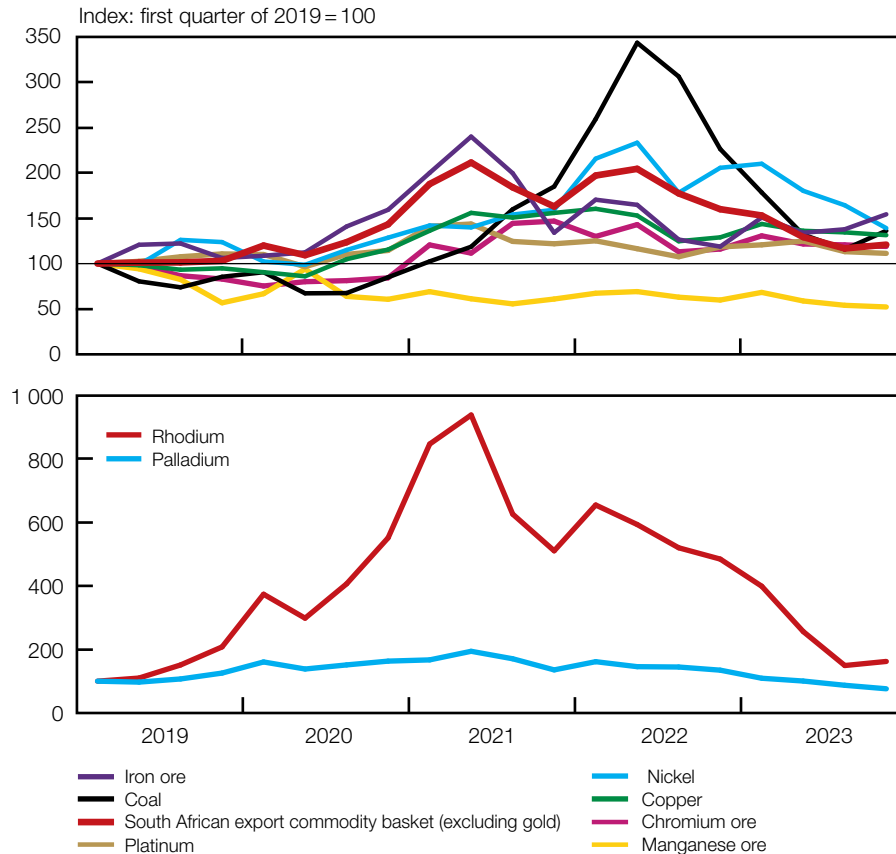 Index: first quarter of 2019 = 100
350
300
250
200
150
100
50
0
1 000
800
600
400
200
0
Rhodium
Palladium
2019 2020 2021 2022 2023
Iron ore
Coal
South African export commodity basket (excluding gold)
Platinum
Nickel
Copper
Chromium ore
Manganese ore